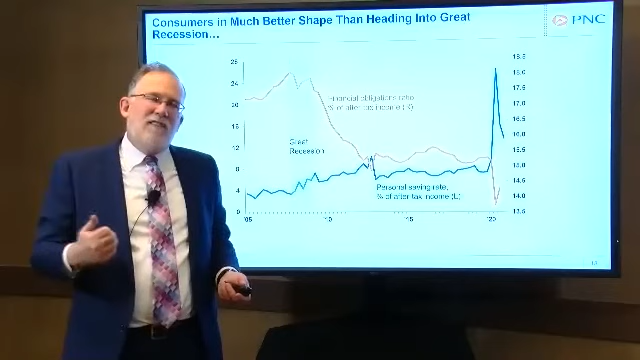 Consumers in Much Better Shape Than Heading Into Great
Recession…
PNC
28
24
20
16
12
8
4
0
18.5
18.0
17.5
17.0
16.5
16.0
15.5
15.0
14.5
14.0
13.5
Financial obligations ratio
% of after tax income (R)
Great
Recession
Personal saving rate,
% of after tax income (L)
'05
'10
'20